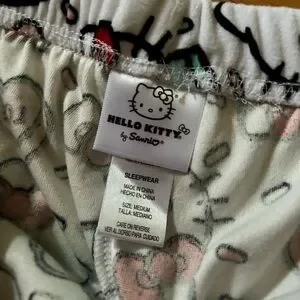 HELLO KITTY
by Sanrio
SLEEPWEAR
MADE IN CHINA
HECHO EN CHINA
SIZE: MEDIUM
TALLA: MEDIANO
CARE ON REVERSE
VER AL DORSO PARA CUIDADO